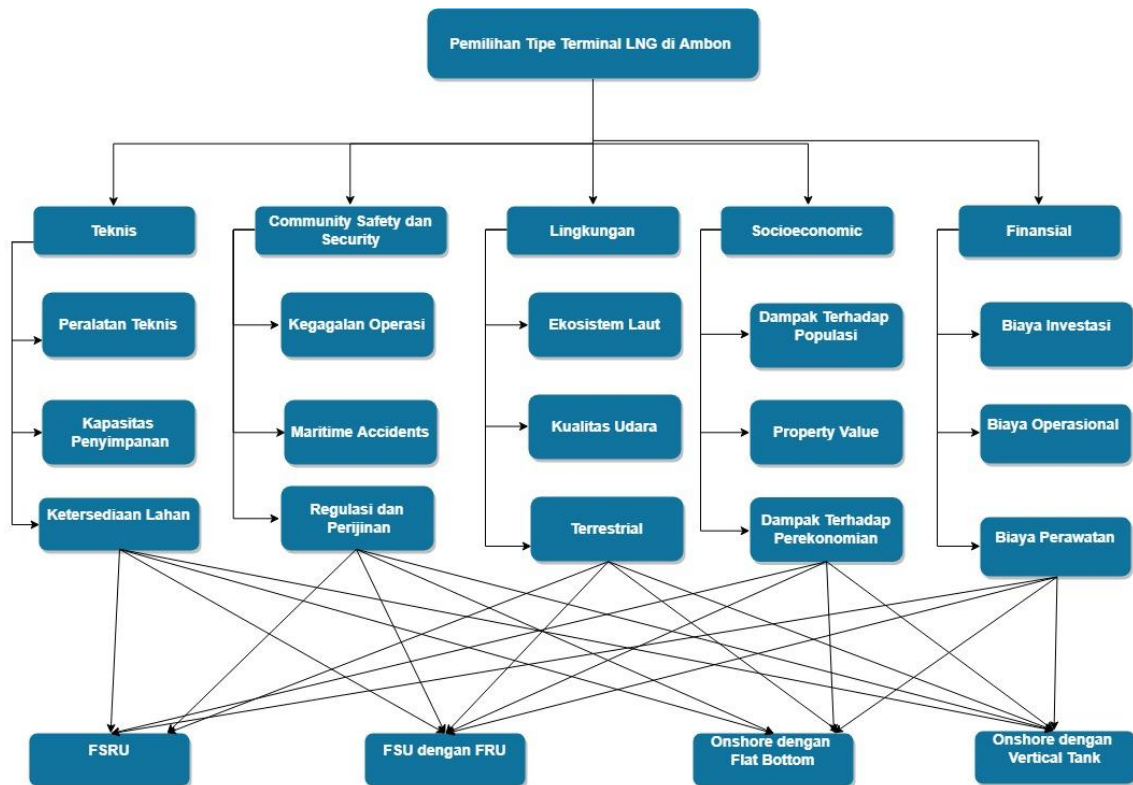 Pemilihan Tipe Terminal LNG di Ambon
Teknis
Community Safety dan
Security
Lingkungan
Socioeconomic
Finansial
Peralatan Teknis
Kegagalan Operasi
Ekosistem Laut
Dampak Terhadap
Populasi
Biaya Investasi
Kapasitas
Penyimpanan
Maritime Accidents
Kualitas Udara
Property Value
Biaya Operasional
Ketersediaan Lahan
Regulasi dan
Perijinan
Terrestrial
Dampak Terhadap
Perekonomian
Biaya Perawatan
FSRU
FSU dengan FRU
Onshore dengan
Flat Bottom
Onshore dengan
Vertical Tank